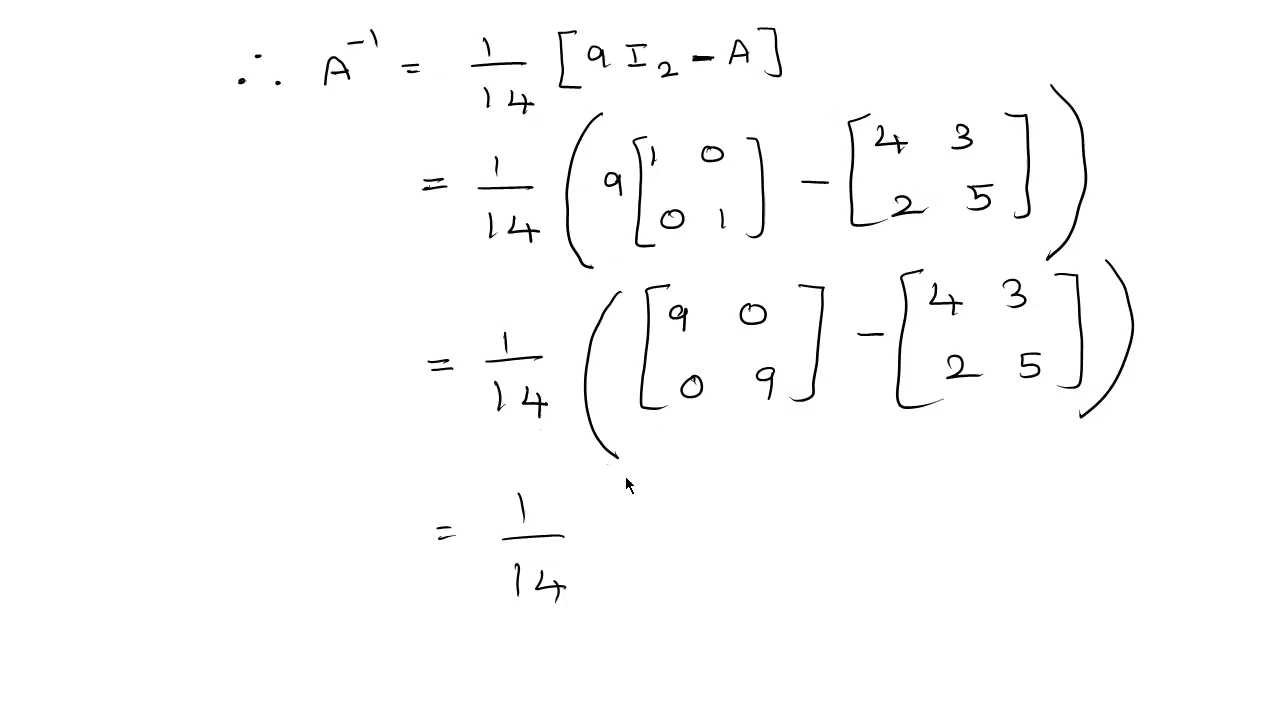 ∴ A⁻¹ = 1/14 [9 I₂ - A]
= 1/14 (9 [1 0; 0 1] - [4 3; 2 5])
= 1/14 ([9 0; 0 9] - [4 3; 2 5])
= 1/14